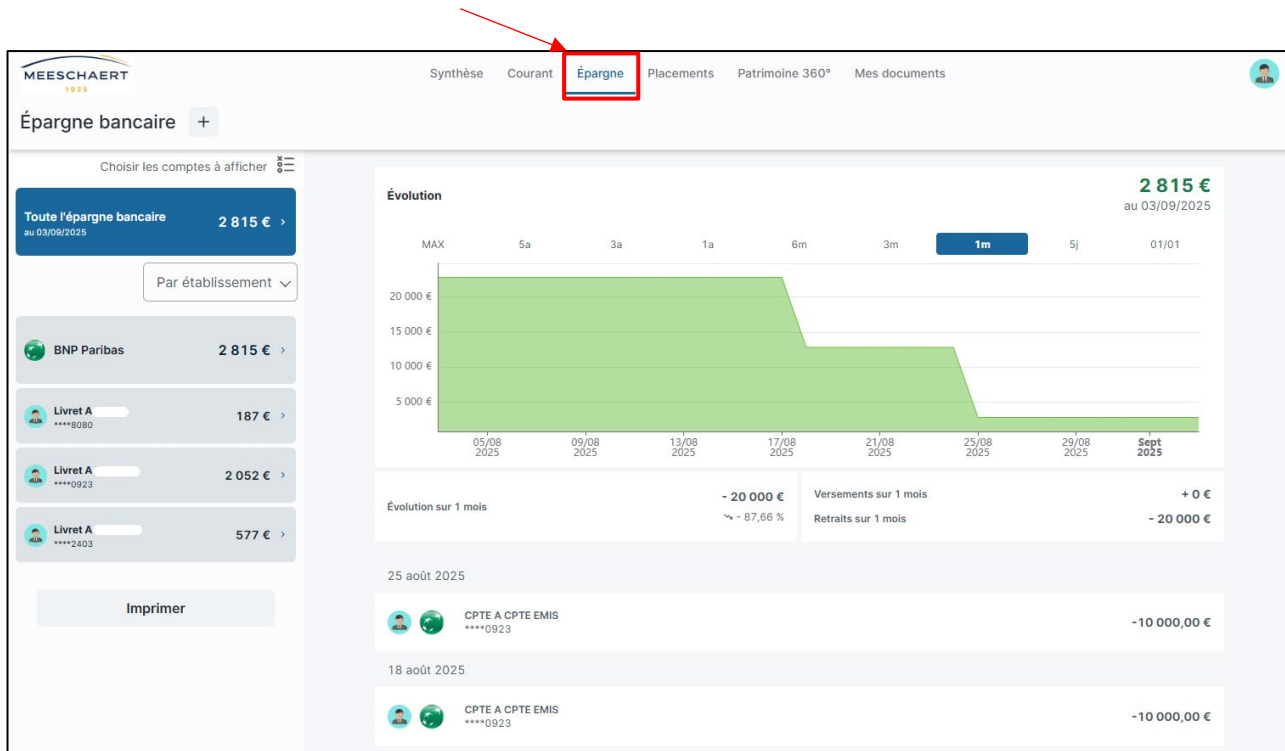 MEESCHAERT
1935
Synthèse Courant Épargne Placements Patrimoine 360° Mes documents
Épargne bancaire +
Choisir les comptes à afficher
Toute l'épargne bancaire
au 03/09/2025
2 815 € ›
Par établissement
BNP Paribas 2 815 € ›
Livret A
****8080
187 € ›
Livret A
****0923
2 052 € ›
Livret A
****2403
577 € ›
Imprimer
Évolution
2 815 €
au 03/09/2025
MAX 5a 3a 1a 6m 3m 1m 5j 01/01
20 000 €
15 000 €
10 000 €
5 000 €
05/08 09/08 13/08 17/08 21/08 25/08 29/08 Sept
2025 2025 2025 2025 2025 2025 2025 2025
Évolution sur 1 mois
- 20 000 €
- 87,66 %
Versements sur 1 mois + 0 €
Retraits sur 1 mois - 20 000 €
25 août 2025
CPTE A CPTE EMIS
****0923
-10 000,00 €
18 août 2025
CPTE A CPTE EMIS
****0923
-10 000,00 €